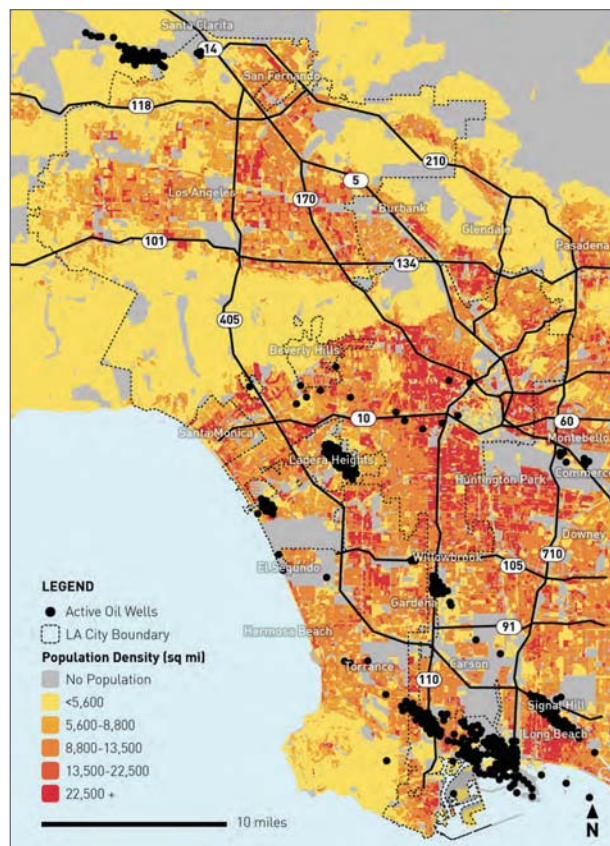 Santa Clarita
14
San Fernando
118
5
210
Los Angeles
170
Burbank
Glendale
Pasadena
101
134
405
Beverly Hills
10
60
Santa Monica
Montebello
Ladera Heights
Commerc
Huntington Park
Downey
Willowbrook
710
El Segundo
105
LEGEND
Active Oil Wells
Gardena
LA City Boundary
Hermosa Beach
91
Population Density (sq mi)
Torrance
Carson
No Population
110
<5,600
Signal Hill
5,600-8,800
Long Beach
8,800-13,500
13,500-22,500
22,500 +
10 miles
N